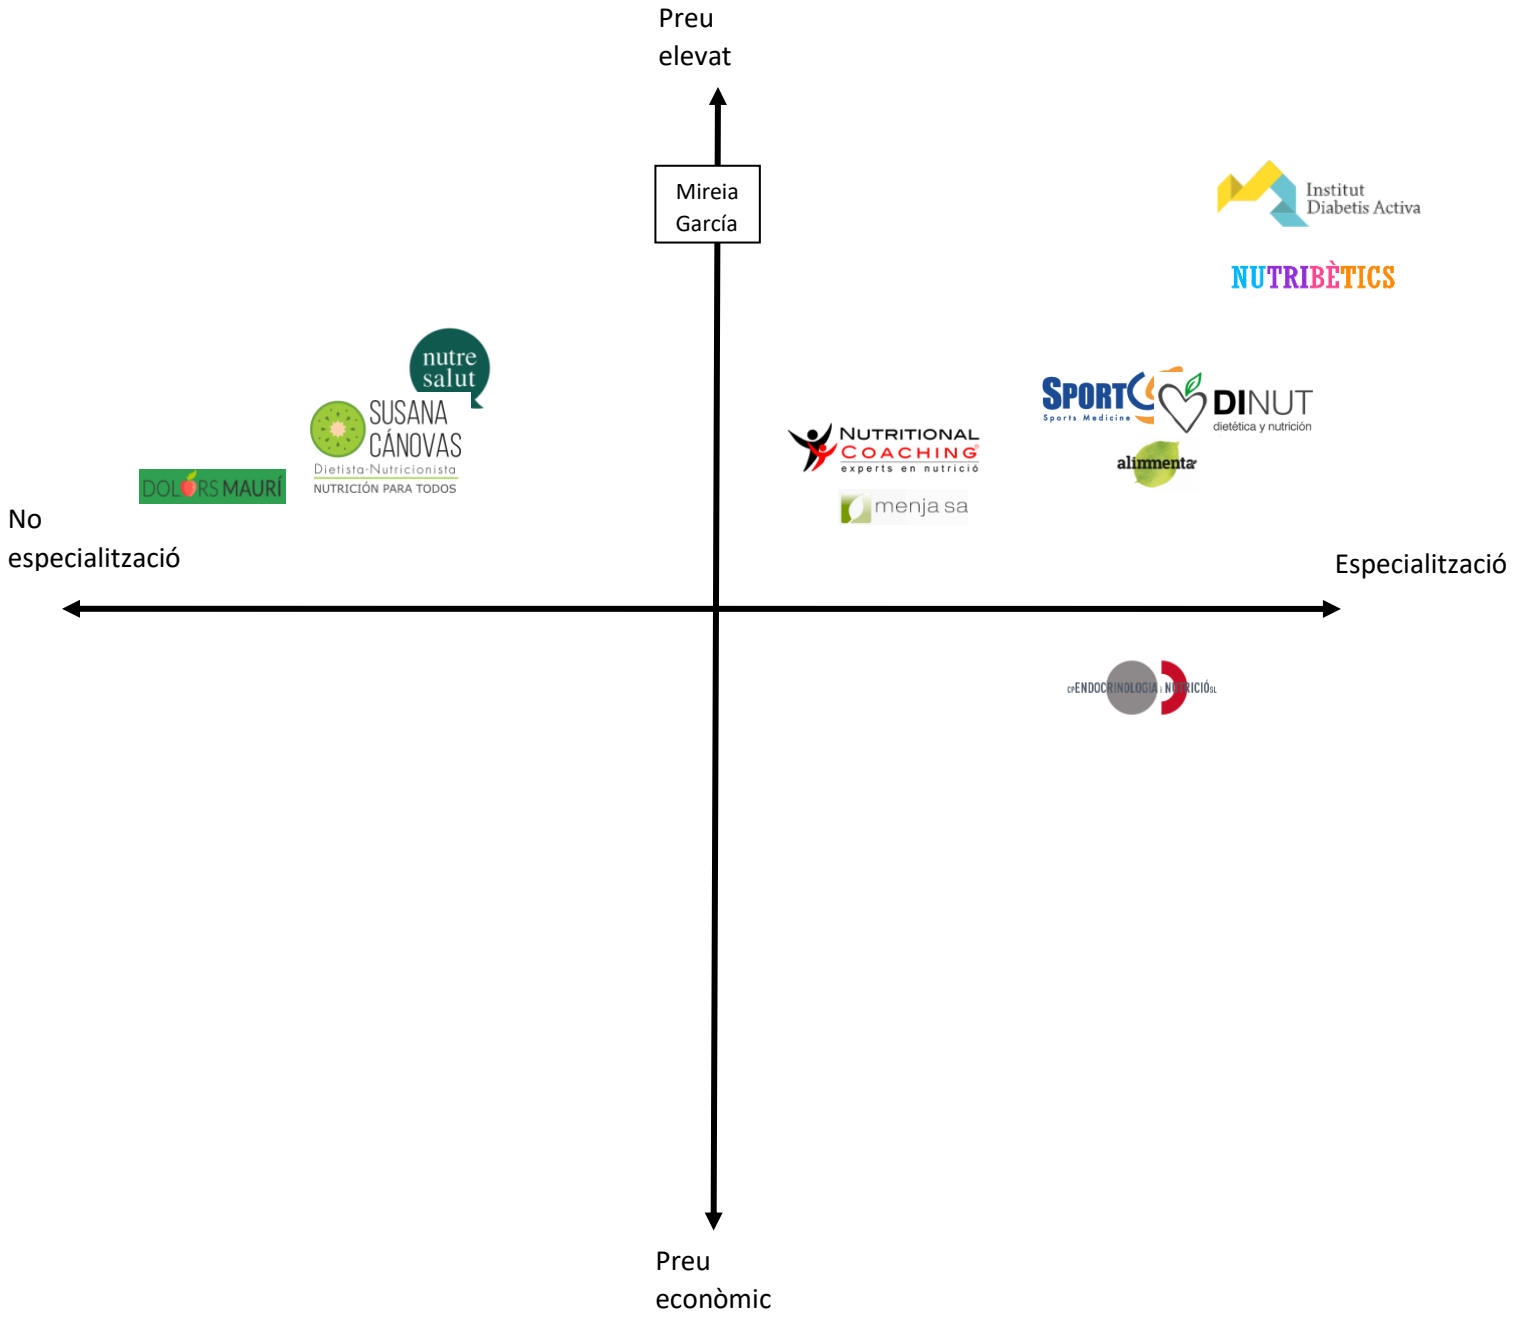 Preu
elevat
Mireia
García
Institut
Diabetis Activa
NUTRIBÈTICS
nutre
salut
SUSANA
CÁNOVAS
Dietista-Nutricionista
NUTRICIÓN PARA TODOS
DOLORS MAURÍ
SPORT
Sports Medicine
DINUT
dietética y nutrición
NUTRITIONAL
COACHING
experts en nutrició
alimmenta
menja sa
No
especialització
Especialització
CPENDOCRINOLOGIA i NUTRICIÓSL
Preu
econòmic